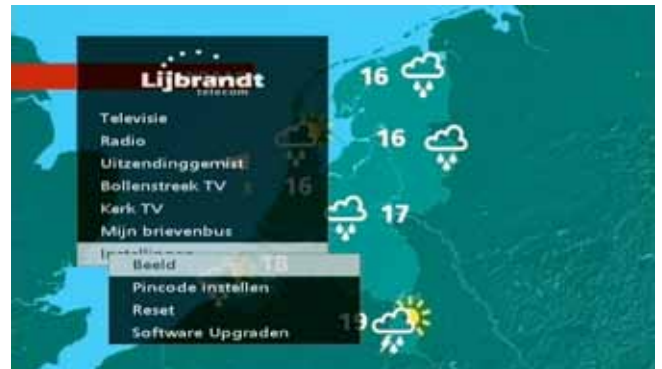 Lijbrandt
telecom
16
Televisie
Radio
16
Uitzendinggemist
Bollenstreek TV
16
Kerk TV
17
Mijn brievenbus
Instellingen
Beeld
18
Pincode instellen
Reset
19
Software Upgraden